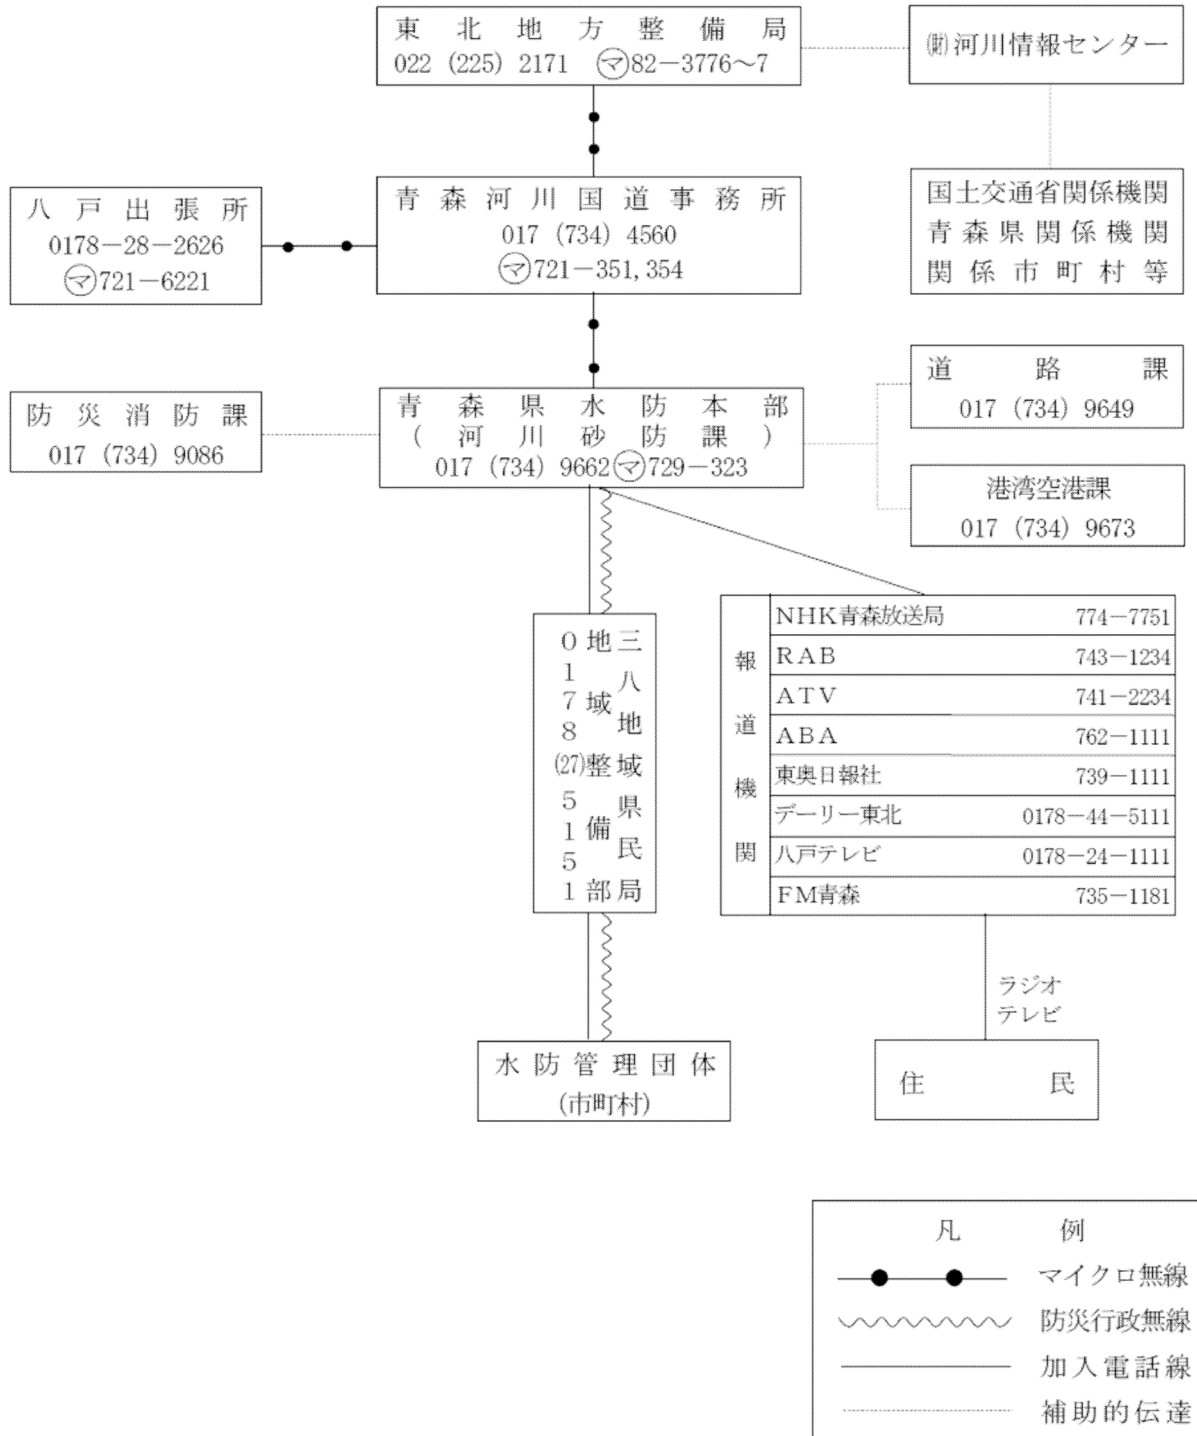 東北地方整備局
022（225）2171 ㋮82－3776～7
㈶河川情報センター
国土交通省関係機関
青森県関係機関
関係市町村等
青森河川国道事務所
017（734）4560
㋮721－351, 354
八戸出張所
0178－28－2626
㋮721－6221
防災消防課
017（734）9086
青森県水防本部
（河川砂防課）
017（734）9662㋮729－323
道路課
017（734）9649
港湾空港課
017（734）9673
三八地域県民局
地域整備部
0178(27)5151
報道機関
NHK青森放送局 774－7751
RAB 743－1234
ATV 741－2234
ABA 762－1111
東奥日報社 739－1111
デーリー東北 0178－44－5111
八戸テレビ 0178－24－1111
FM青森 735－1181
ラジオ
テレビ
水防管理団体
(市町村)
住民
凡例
マイクロ無線
防災行政無線
加入電話線
補助的伝達